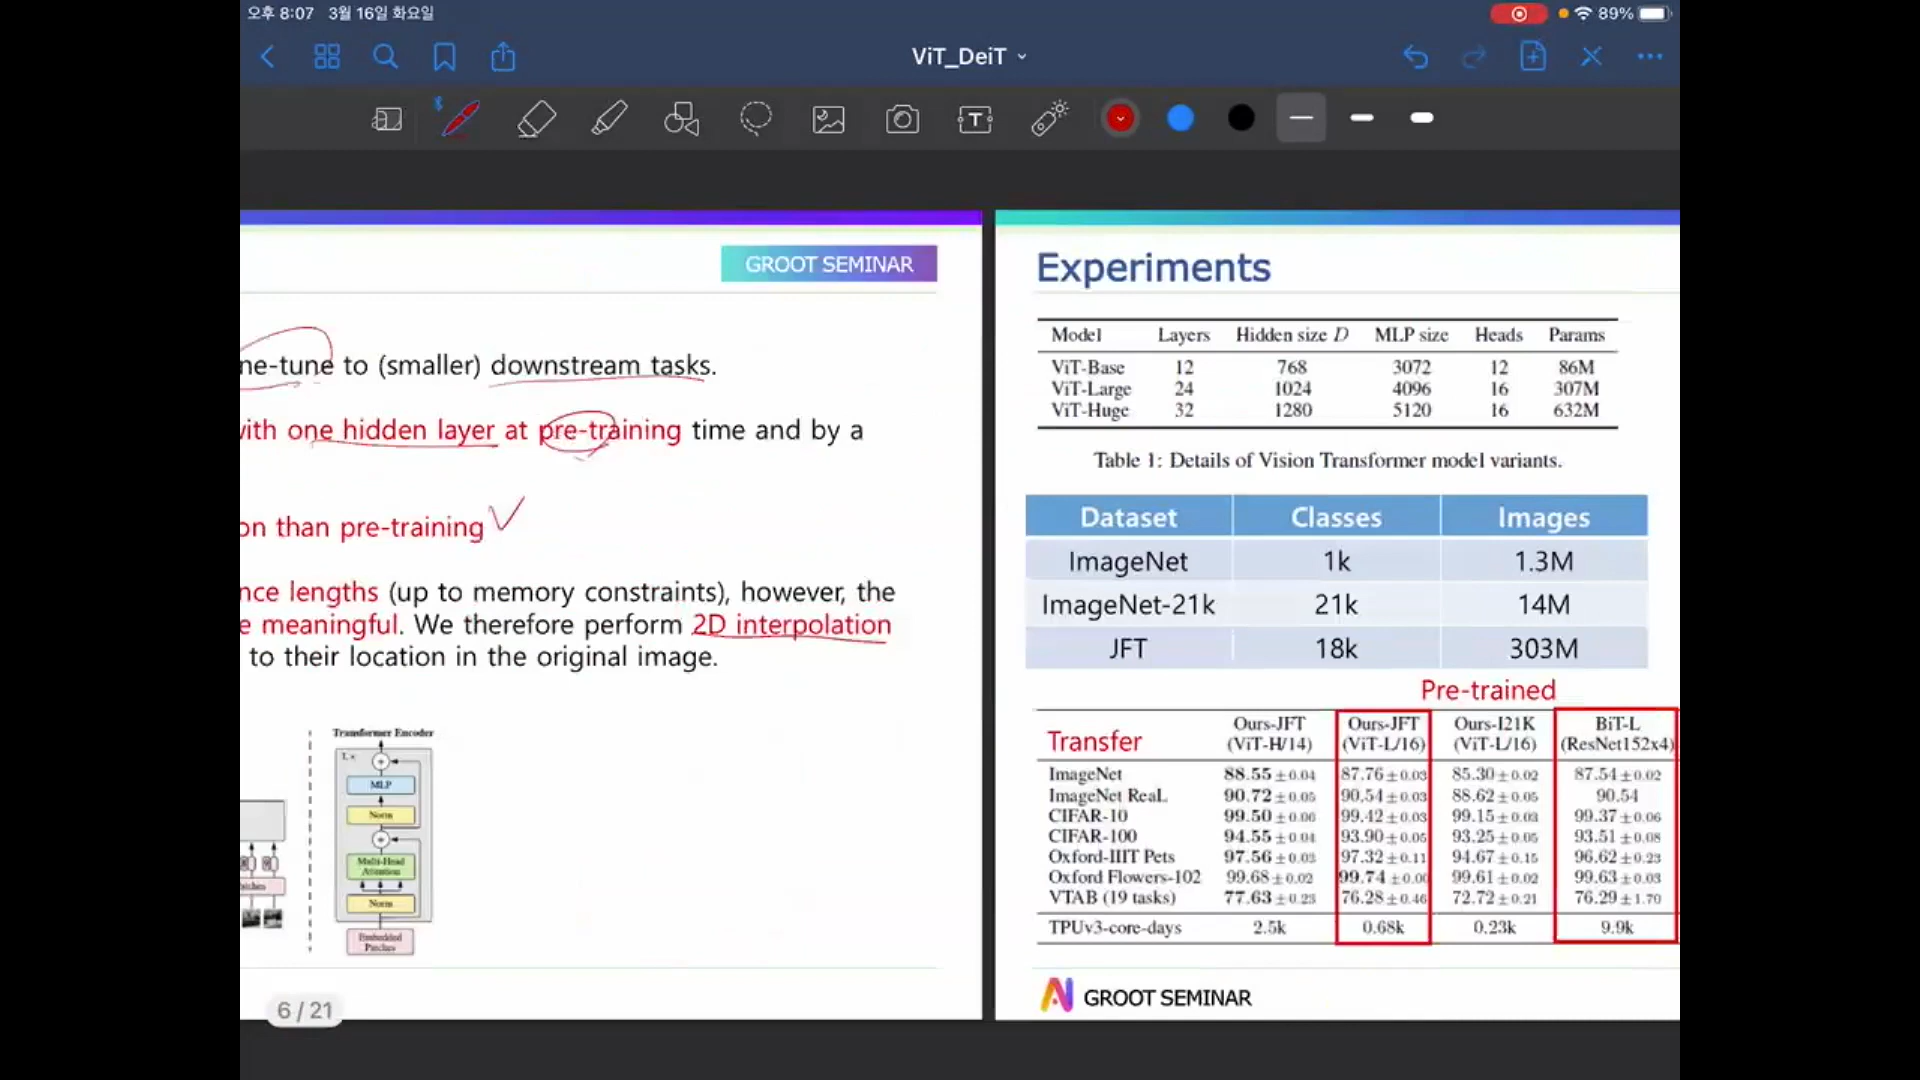 오후 8:07 3월 16일 화요일
89%
ViT_DeiT
T
GROOT SEMINAR
ne-tune to (smaller) downstream tasks.
with one hidden layer at pre-training time and by a
on than pre-training
nce lengths (up to memory constraints), however, the
e meaningful. We therefore perform 2D interpolation
to their location in the original image.
Transformer Encoder
L x
MLP
Norm
Multi-Head
Attention
Norm
Embedded
Patches
6 / 21
Experiments
Model Layers Hidden size D MLP size Heads Params
ViT-Base 12 768 3072 12 86M
ViT-Large 24 1024 4096 16 307M
ViT-Huge 32 1280 5120 16 632M
Table 1: Details of Vision Transformer model variants.
Dataset Classes Images
ImageNet 1k 1.3M
ImageNet-21k 21k 14M
JFT 18k 303M
Pre-trained
Transfer
Ours-JFT Ours-JFT Ours-I21K BiT-L
(ViT-H/14) (ViT-L/16) (ViT-L/16) (ResNet152x4)
ImageNet 88.55 ± 0.04 87.76 ± 0.03 85.30 ± 0.02 87.54 ± 0.02
ImageNet ReaL 90.72 ± 0.05 90.54 ± 0.03 88.62 ± 0.05 90.54
CIFAR-10 99.50 ± 0.06 99.42 ± 0.03 99.15 ± 0.03 99.37 ± 0.06
CIFAR-100 94.55 ± 0.04 93.90 ± 0.05 93.25 ± 0.05 93.51 ± 0.08
Oxford-IIIT Pets 97.56 ± 0.03 97.32 ± 0.11 94.67 ± 0.15 96.62 ± 0.23
Oxford Flowers-102 99.68 ± 0.02 99.74 ± 0.00 99.61 ± 0.02 99.63 ± 0.03
VTAB (19 tasks) 77.63 ± 0.23 76.28 ± 0.46 72.72 ± 0.21 76.29 ± 1.70
TPUv3-core-days 2.5k 0.68k 0.23k 9.9k
GROOT SEMINAR